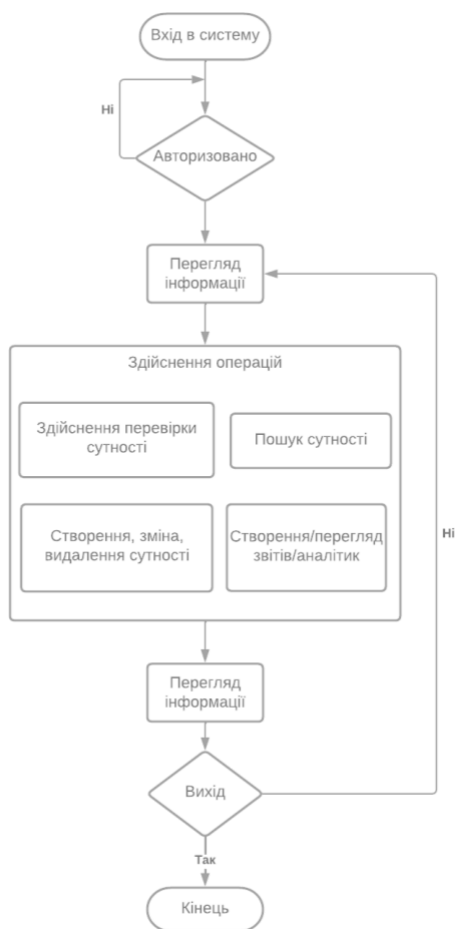 Вхід в систему
Ні
Авторизовано
Перегляд
інформації
Здійснення операцій
Здійснення перевірки
сутності
Пошук сутності
Створення, зміна,
видалення сутності
Створення/перегляд
звітів/аналітик
Ні
Перегляд
інформації
Вихід
Так
Кінець